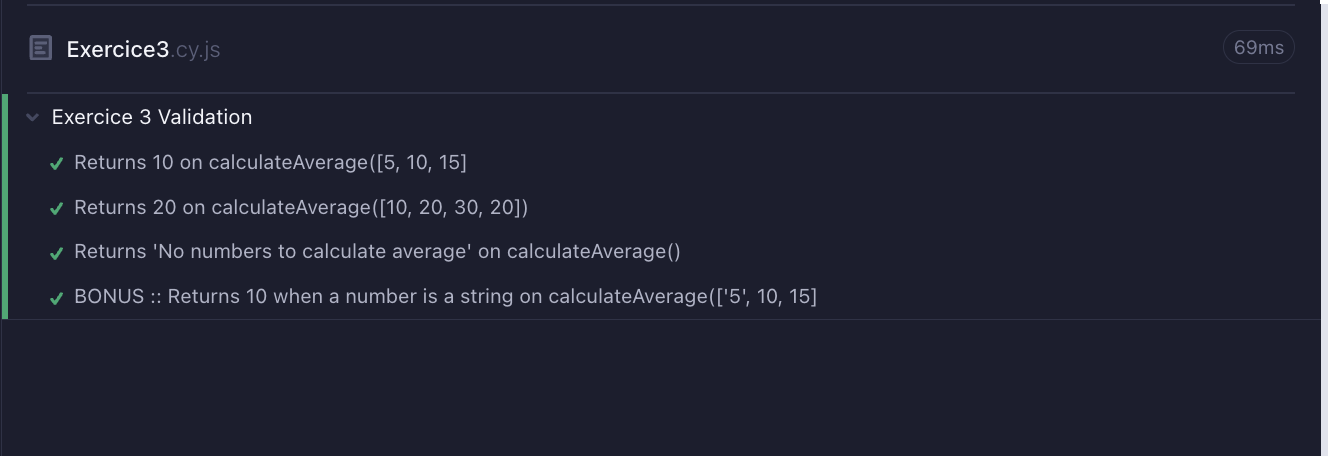 Exercice3.cy.js
69ms
Exercice 3 Validation
Returns 10 on calculateAverage([5, 10, 15]
Returns 20 on calculateAverage([10, 20, 30, 20])
Returns 'No numbers to calculate average' on calculateAverage()
BONUS :: Returns 10 when a number is a string on calculateAverage(['5', 10, 15]